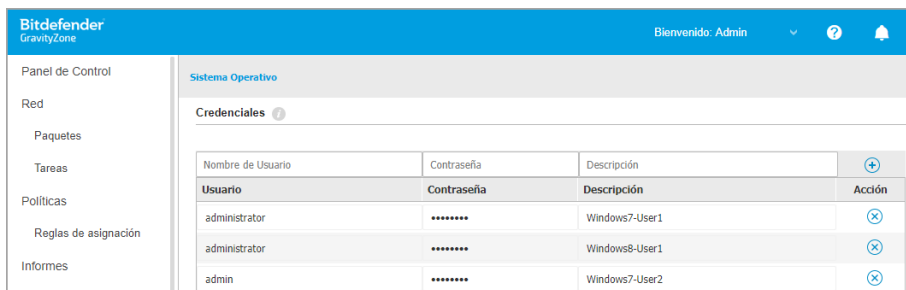 Bitdefender
GravityZone
Bienvenido: Admin
Panel de Control
Red
Paquetes
Tareas
Políticas
Reglas de asignación
Informes
Sistema Operativo
Credenciales
Nombre de Usuario Contraseña Descripción
Usuario Contraseña Descripción Acción
administrator •••••••• Windows7-User1
administrator •••••••• Windows8-User1
admin •••••••• Windows7-User2